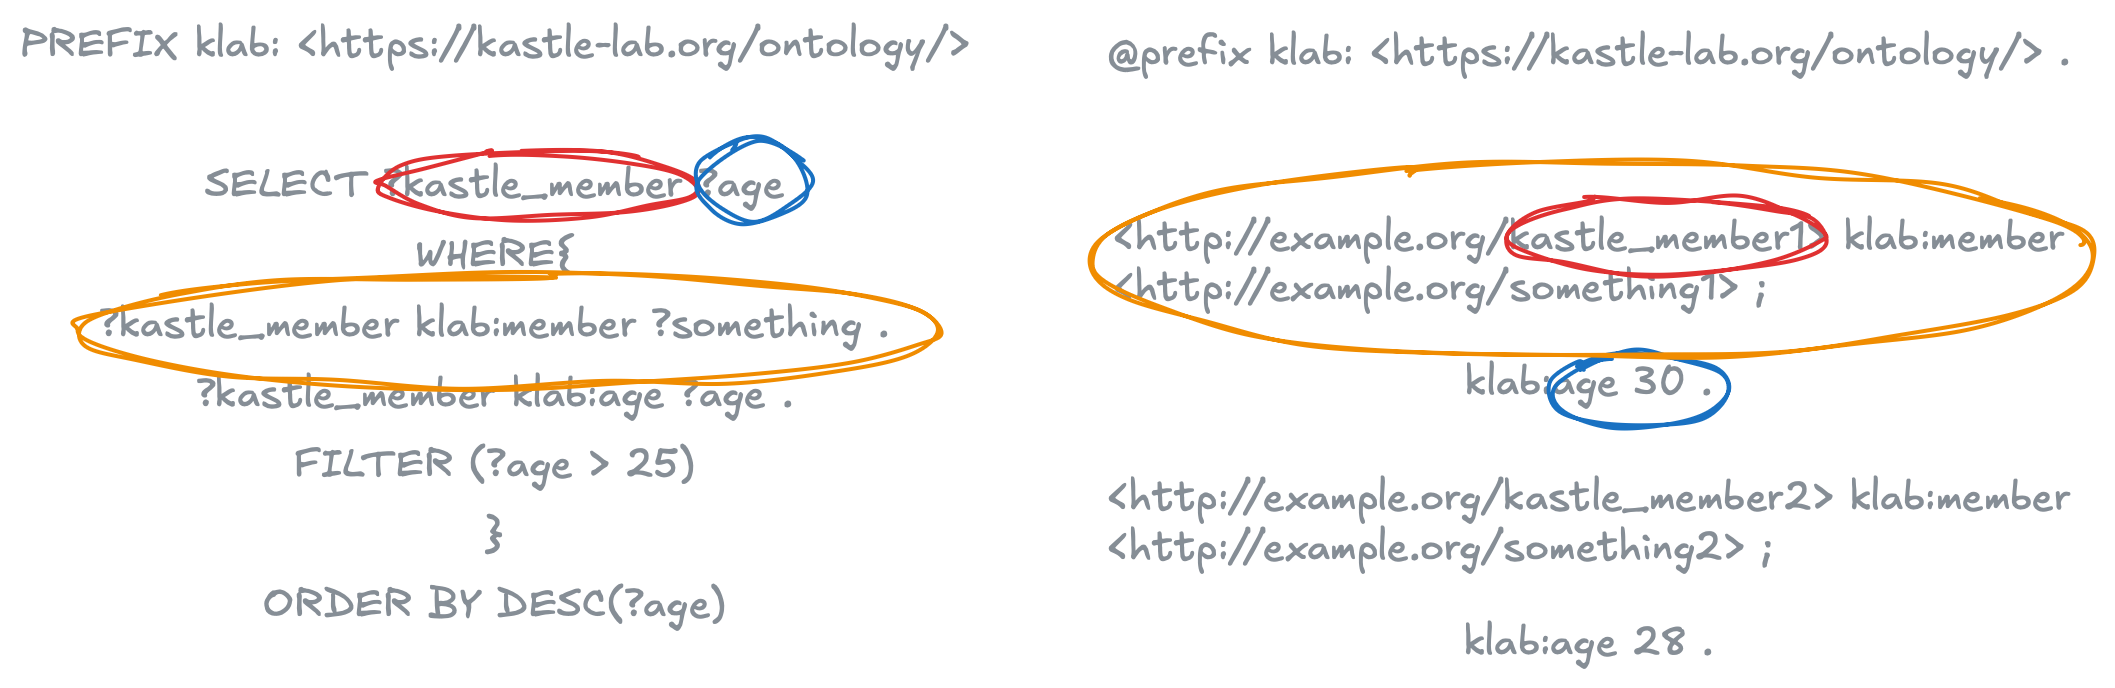 PREFIX klab: <https://kastle-lab.org/ontology/>
SELECT ?kastle_member ?age
WHERE{
?kastle_member klab:member ?something .
?kastle_member klab:age ?age .
FILTER (?age > 25)
}
ORDER BY DESC(?age)
@prefix klab: <https://kastle-lab.org/ontology/> .
<http://example.org/kastle_member1> klab:member
<http://example.org/something1> ;
klab:age 30 .
<http://example.org/kastle_member2> klab:member
<http://example.org/something2> ;
klab:age 28 .